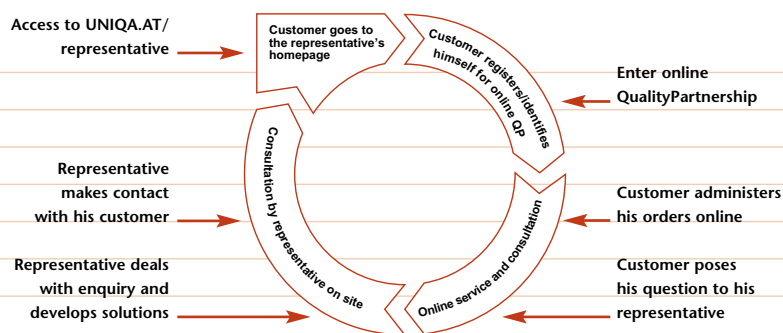 Access to UNIQA.AT/
representative
Customer goes to
the representative's
homepage
Customer registers/identifies
himself for online QP
Enter online
QualityPartnership
Customer administers
his orders online
Customer poses
his question to his
representative
Online service and consultation
Consultation by representative on site
Representative
makes contact
with his customer
Representative deals
with enquiry and
develops solutions